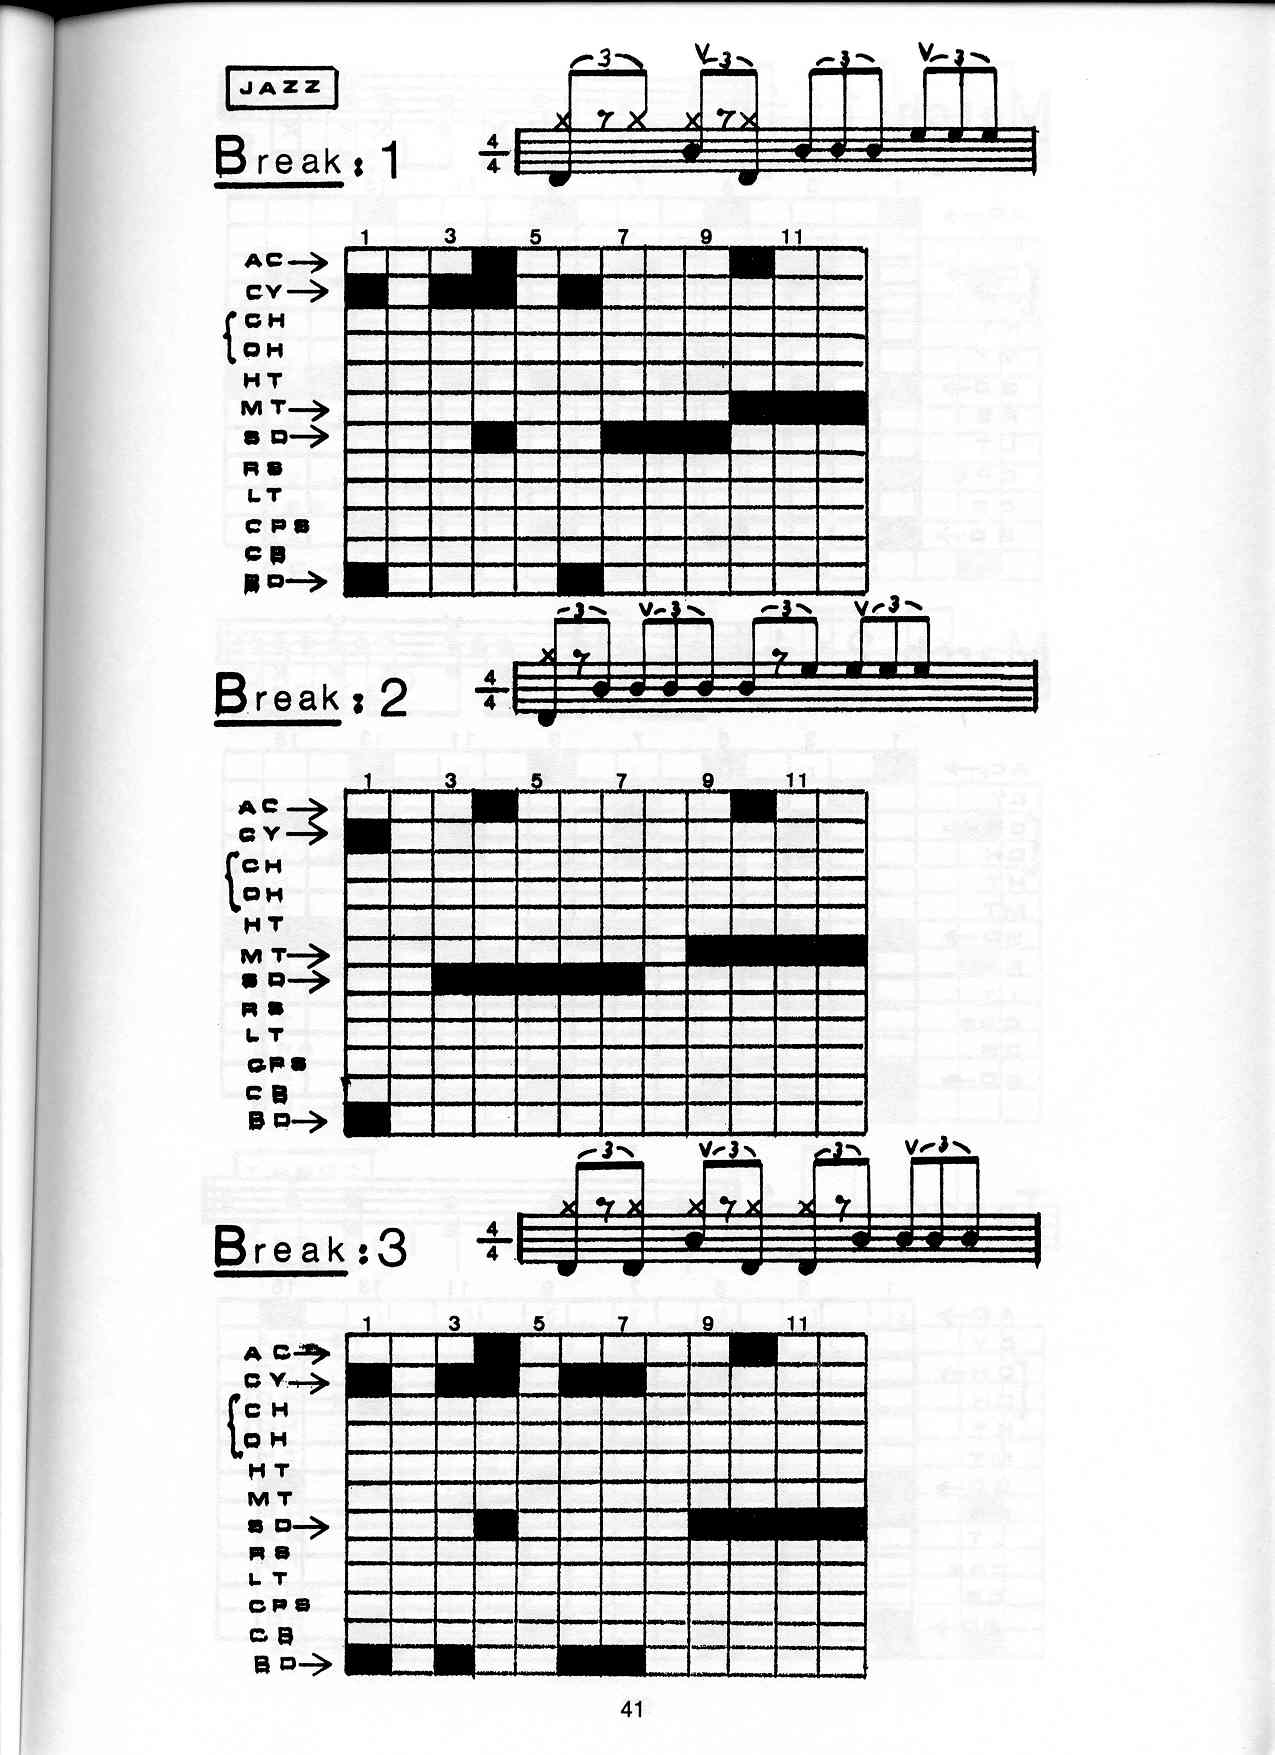 JAZZ
3 V 3 3 V 3
Break: 1
4
4
1 3 5 7 9 11
AC→
CY→
CH
OH
HT
MT→
SD→
RS
LT
CPS
CB
BD→
3 V 3 3 V 3
Break: 2
4
4
1 3 5 7 9 11
AC→
CY→
CH
OH
HT
MT→
SD→
RS
LT
CPS
CB
BD→
3 V 3 3 V 3
Break: 3
4
4
1 3 5 7 9 11
AC→
CY→
CH
OH
HT
MT
SD→
RS
LT
CPS
CB
BD→
41